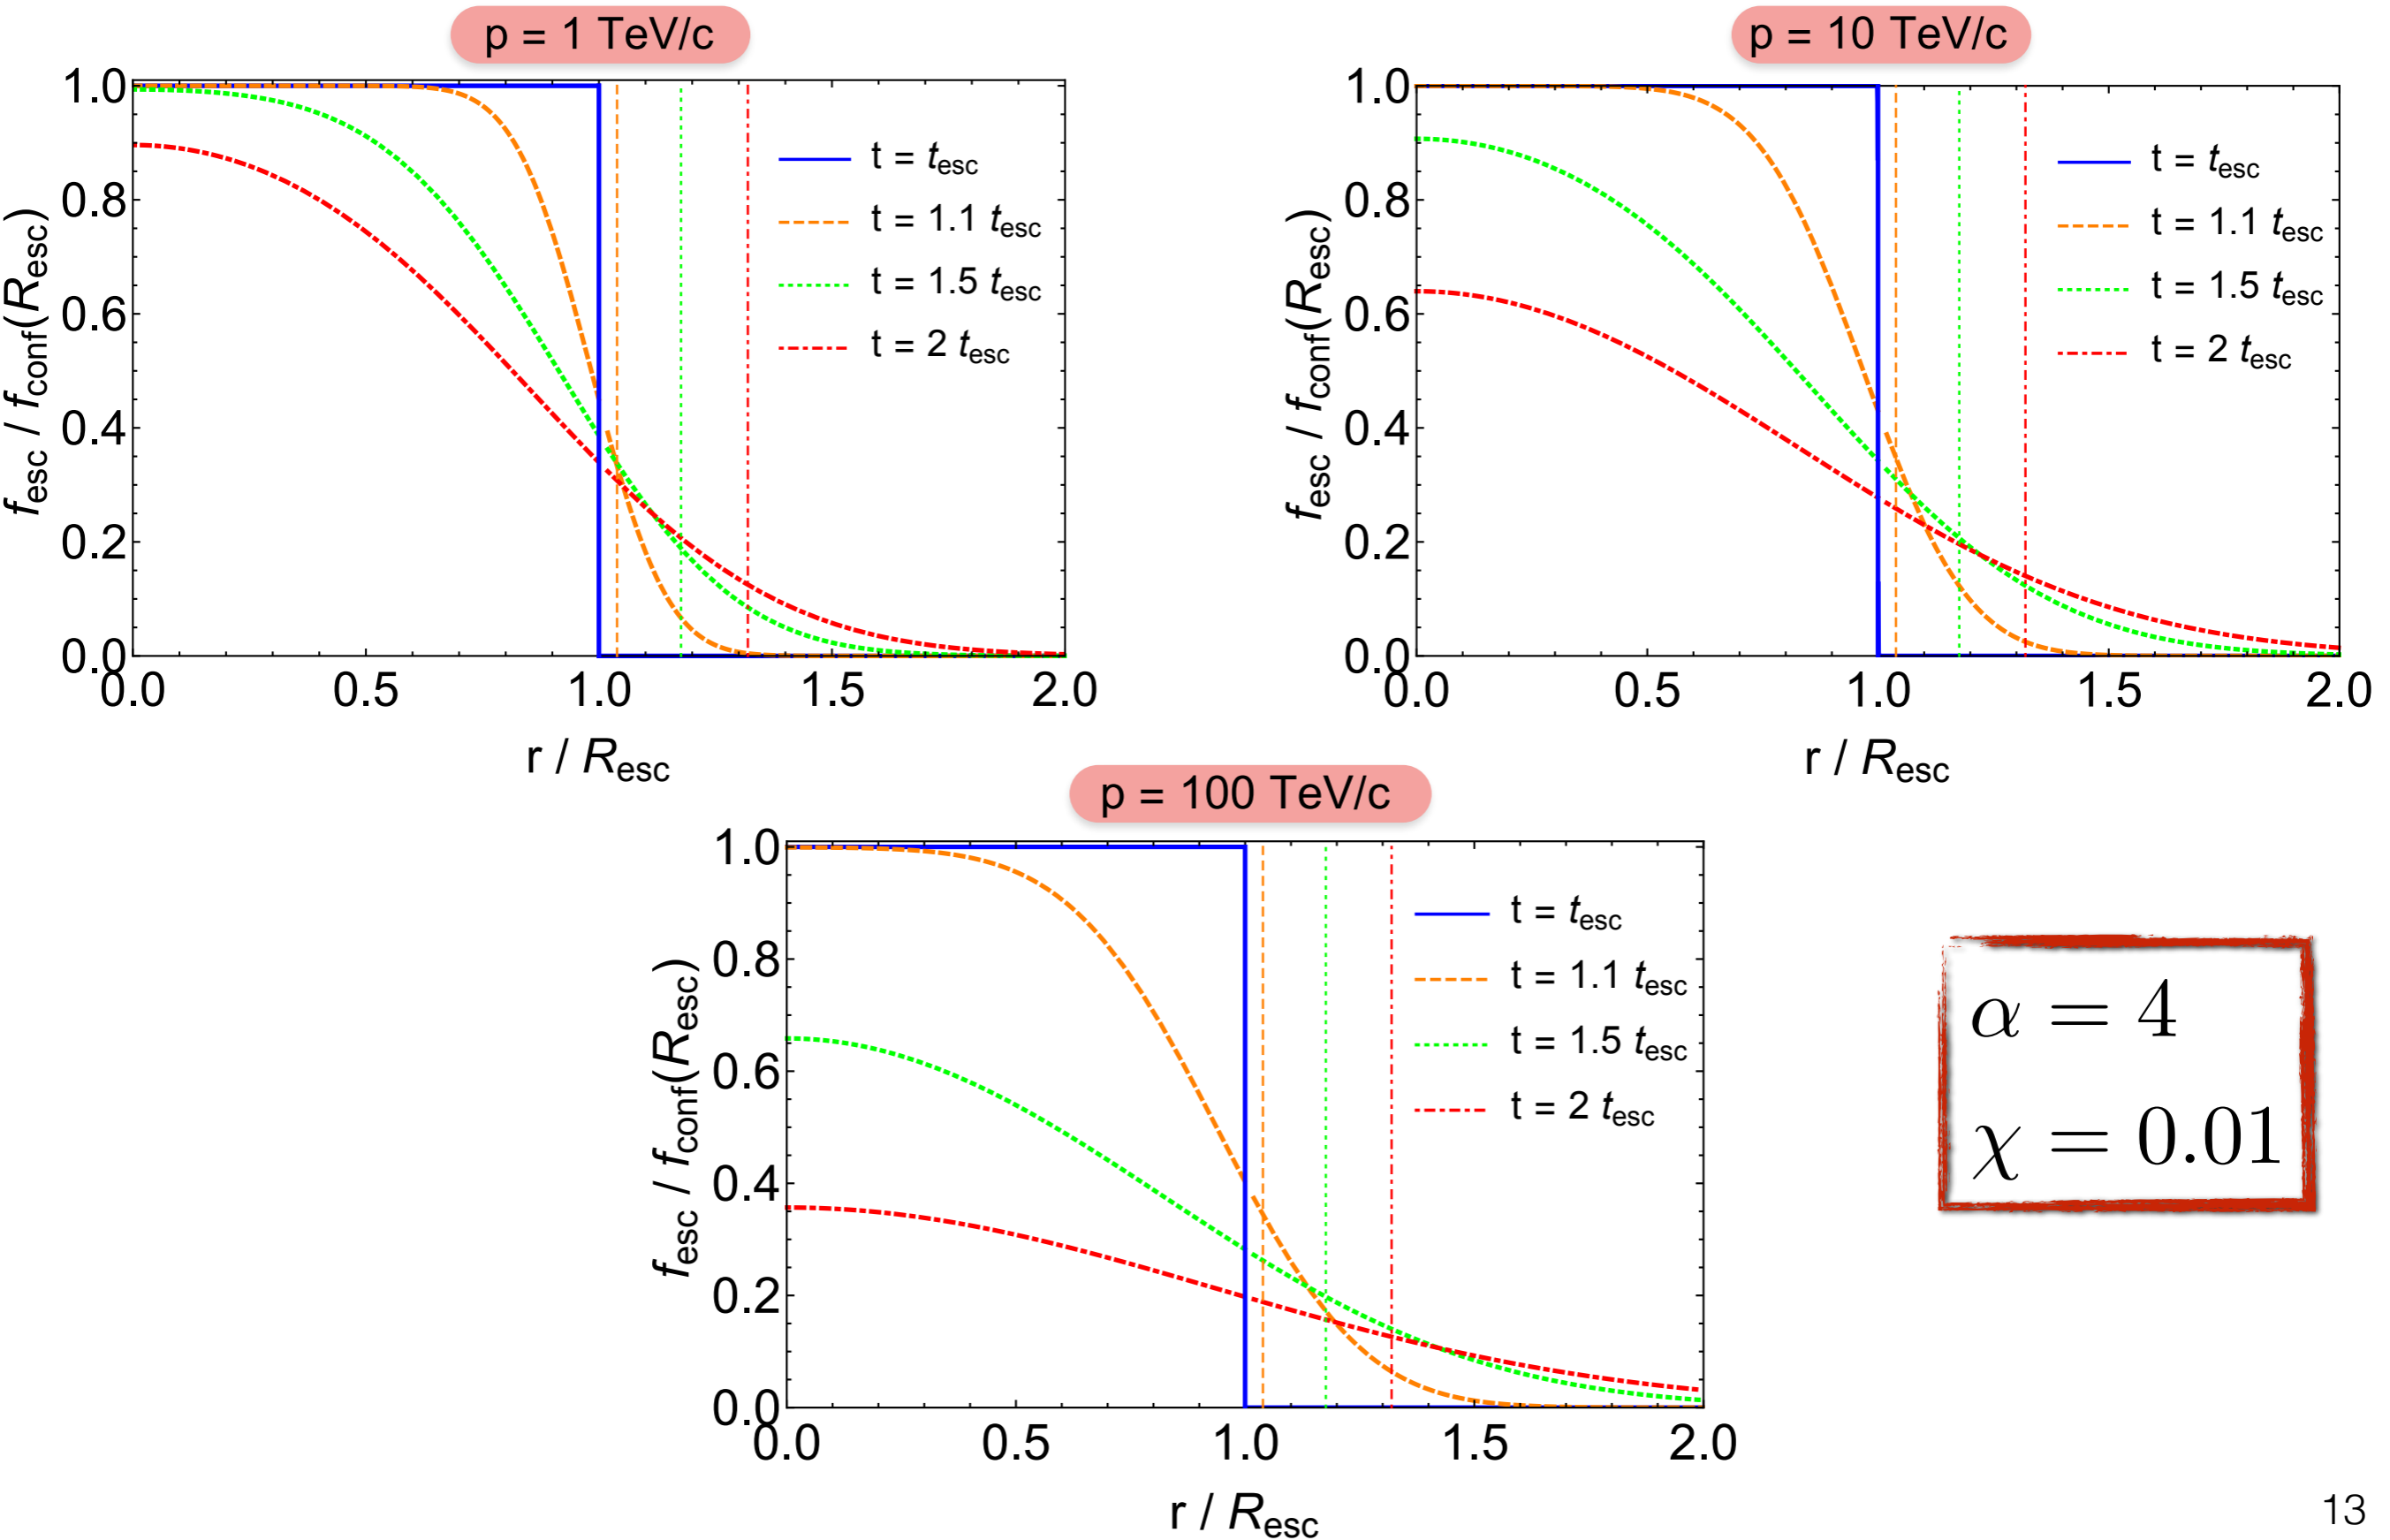 p = 1 TeV/c
f_esc / f_conf(R_esc)
1.0
0.8
0.6
0.4
0.2
0.0
t = t_esc
t = 1.1 t_esc
t = 1.5 t_esc
t = 2 t_esc
0.0 0.5 1.0 1.5 2.0
r / R_esc
p = 10 TeV/c
f_esc / f_conf(R_esc)
1.0
0.8
0.6
0.4
0.2
0.0
t = t_esc
t = 1.1 t_esc
t = 1.5 t_esc
t = 2 t_esc
0.0 0.5 1.0 1.5 2.0
r / R_esc
p = 100 TeV/c
f_esc / f_conf(R_esc)
1.0
0.8
0.6
0.4
0.2
0.0
t = t_esc
t = 1.1 t_esc
t = 1.5 t_esc
t = 2 t_esc
0.0 0.5 1.0 1.5 2.0
r / R_esc
α = 4
χ = 0.01
13